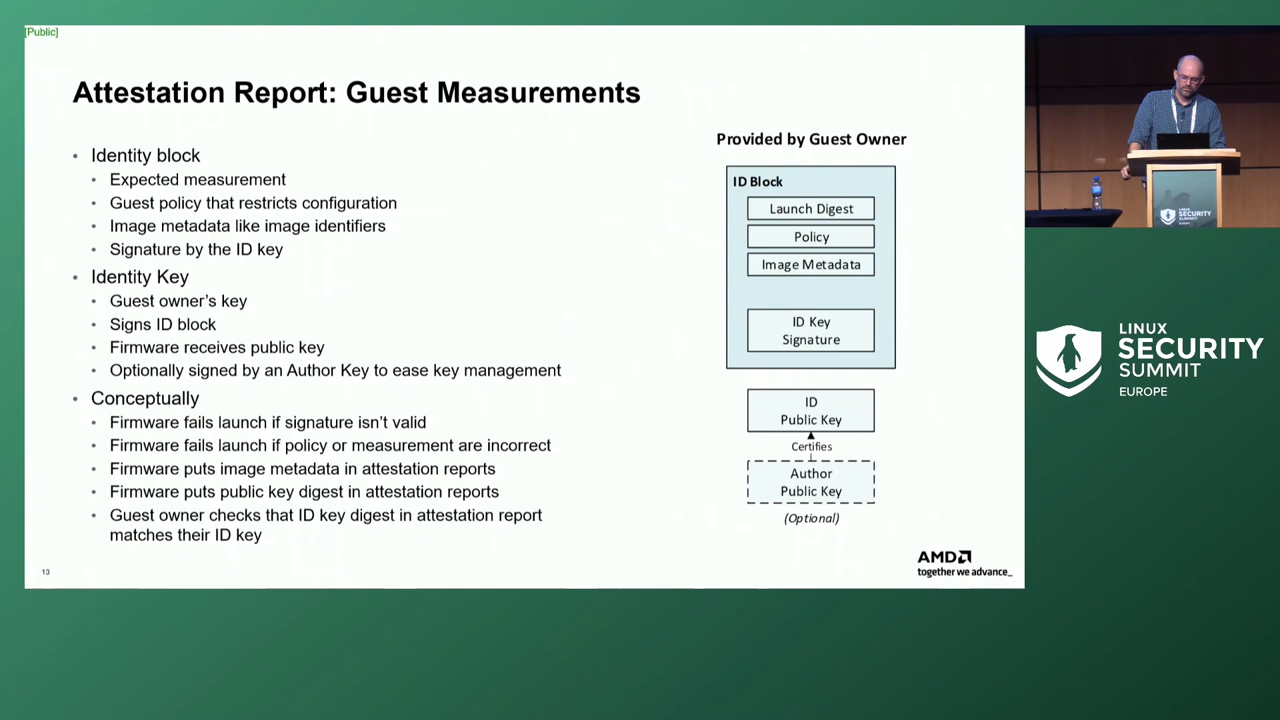 [Public]
Attestation Report: Guest Measurements
• Identity block
• Expected measurement
• Guest policy that restricts configuration
• Image metadata like image identifiers
• Signature by the ID key
• Identity Key
• Guest owner's key
• Signs ID block
• Firmware receives public key
• Optionally signed by an Author Key to ease key management
• Conceptually
• Firmware fails launch if signature isn't valid
• Firmware fails launch if policy or measurement are incorrect
• Firmware puts image metadata in attestation reports
• Firmware puts public key digest in attestation reports
• Guest owner checks that ID key digest in attestation report
matches their ID key
Provided by Guest Owner
ID Block
Launch Digest
Policy
Image Metadata
ID Key
Signature
ID
Public Key
Certifies
Author
Public Key
(Optional)
13
AMD
together we advance_
LINUX
SECURITY
SUMMIT
EUROPE
LINUX
SECURITY
SUMMIT
EUROPE